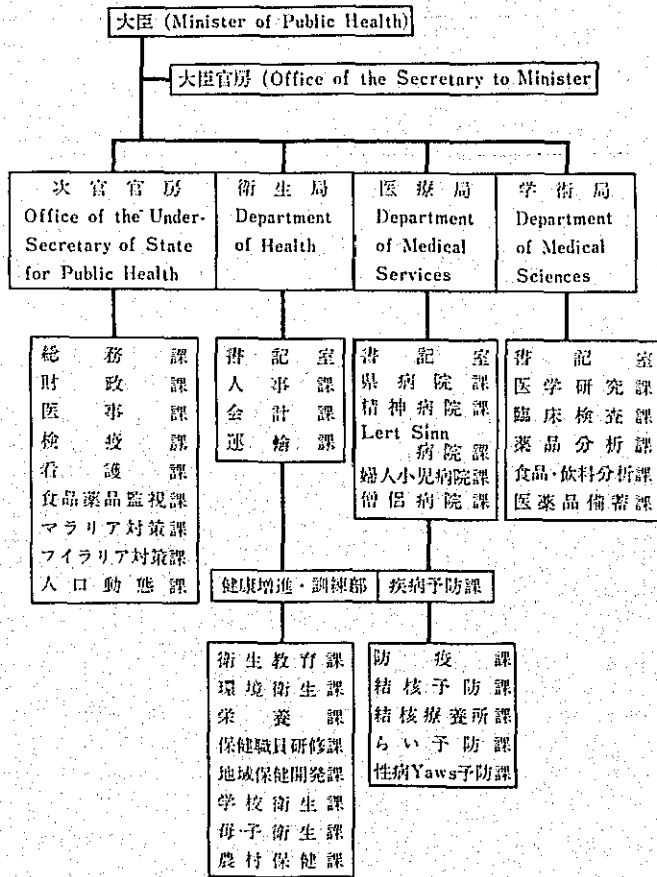 大臣 (Minister of Public Health)
大臣官房 (Office of the Secretary to Minister
次官官房
Office of the Under-
Secretary of State
for Public Health
衛生局
Department
of Health
医療局
Department
of Medical
Services
学術局
Department
of Medical
Sciences
総務課
財政課
医事課
検疫課
看護課
食品薬品監視課
マラリア対策課
フイラリア対策課
人口動態課
書記室
人事課
会計課
運輸課
書記室
県病院課
精神病院課
Lert Sinn
病院課
婦人小児病院課
僧侶病院課
書記室
医学研究課
臨床検査課
薬品分析課
食品・飲料分析課
医薬品備蓄課
健康増進・訓練部
疾病予防課
衛生教育課
環境衛生課
栄養課
保健職員研修課
地域保健開発課
学校衛生課
母子衛生課
農村保健課
防疫課
結核予防課
結核療養所課
らい予防課
性病Yaws予防課